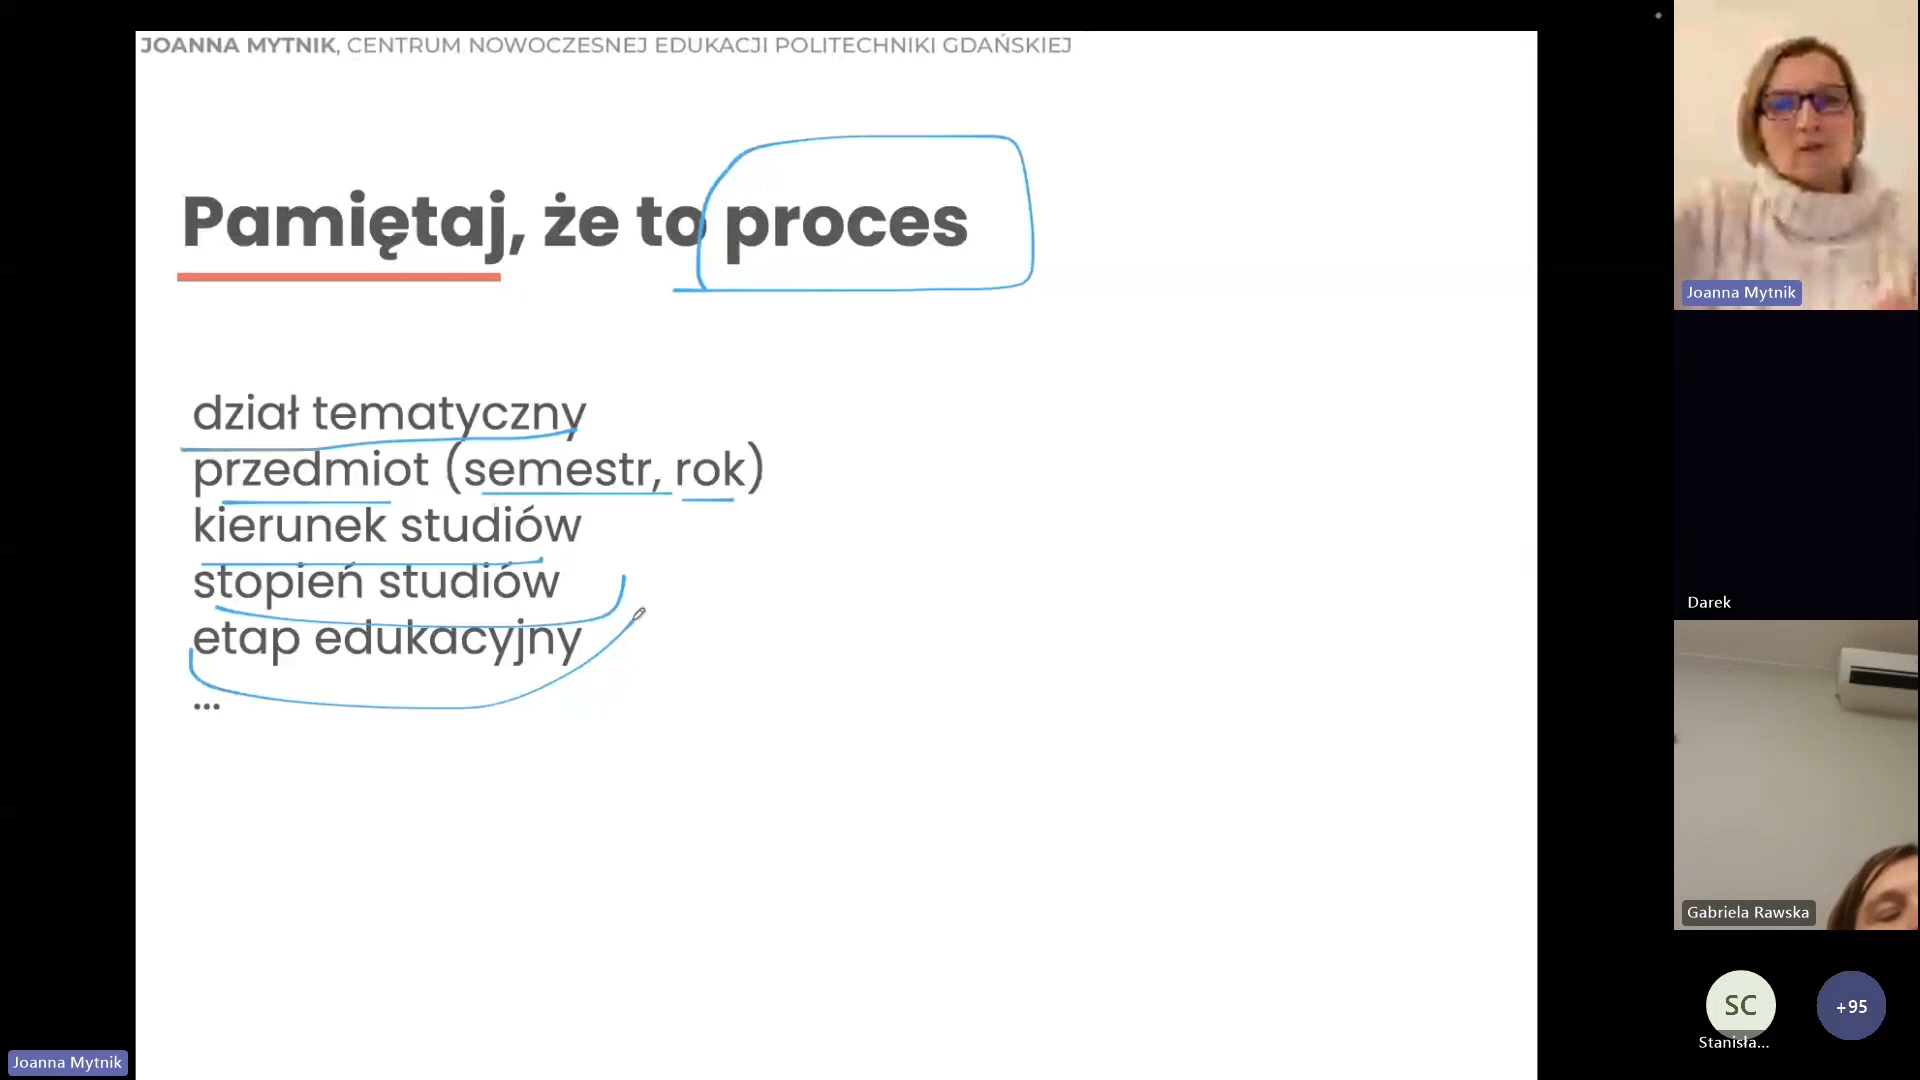 JOANNA MYTNIK, CENTRUM NOWOCZESNEJ EDUKACJI POLITECHNIKI GDAŃSKIEJ
Pamiętaj, że to proces
dział tematyczny
przedmiot (semestr, rok)
kierunek studiów
stopień studiów
etap edukacyjny
...
Joanna Mytnik
Darek
Gabriela Rawska
SC
+95
Stanisła...
Joanna Mytnik